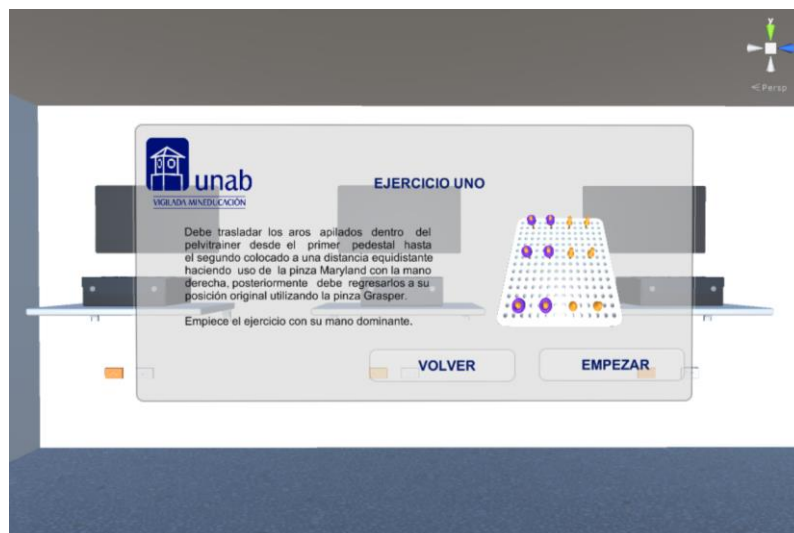 Y
Persp
unab
VIGILADA MINEDUCACIÓN
EJERCICIO UNO
Debe trasladar los aros apilados dentro del
pelvitrainer desde el primer pedestal hasta
el segundo colocado a una distancia equidistante
haciendo uso de la pinza Maryland con la mano
derecha, posteriormente debe regresarlos a su
posición original utilizando la pinza Grasper.
Empiece el ejercicio con su mano dominante.
VOLVER
EMPEZAR